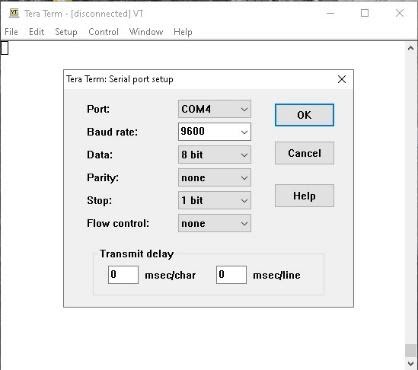 VT Tera Term - [disconnected] VT
File Edit Setup Control Window Help
Tera Term: Serial port setup
Port: COM4 OK
Baud rate: 9600
Data: 8 bit Cancel
Parity: none
Stop: 1 bit Help
Flow control: none
Transmit delay
0 msec/char 0 msec/line